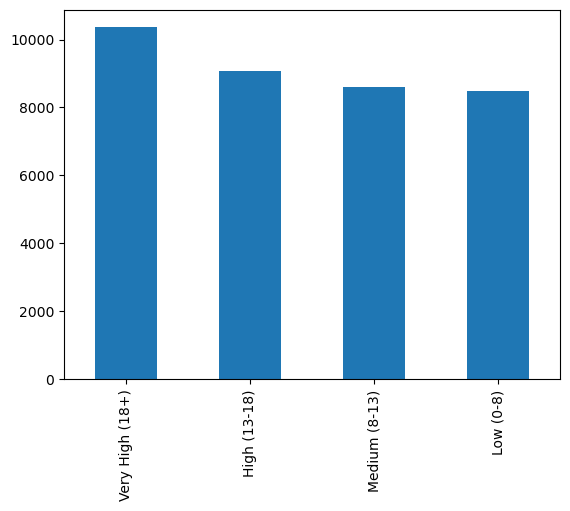 10000
8000
6000
4000
2000
0
Very High (18+)
High (13-18)
Medium (8-13)
Low (0-8)